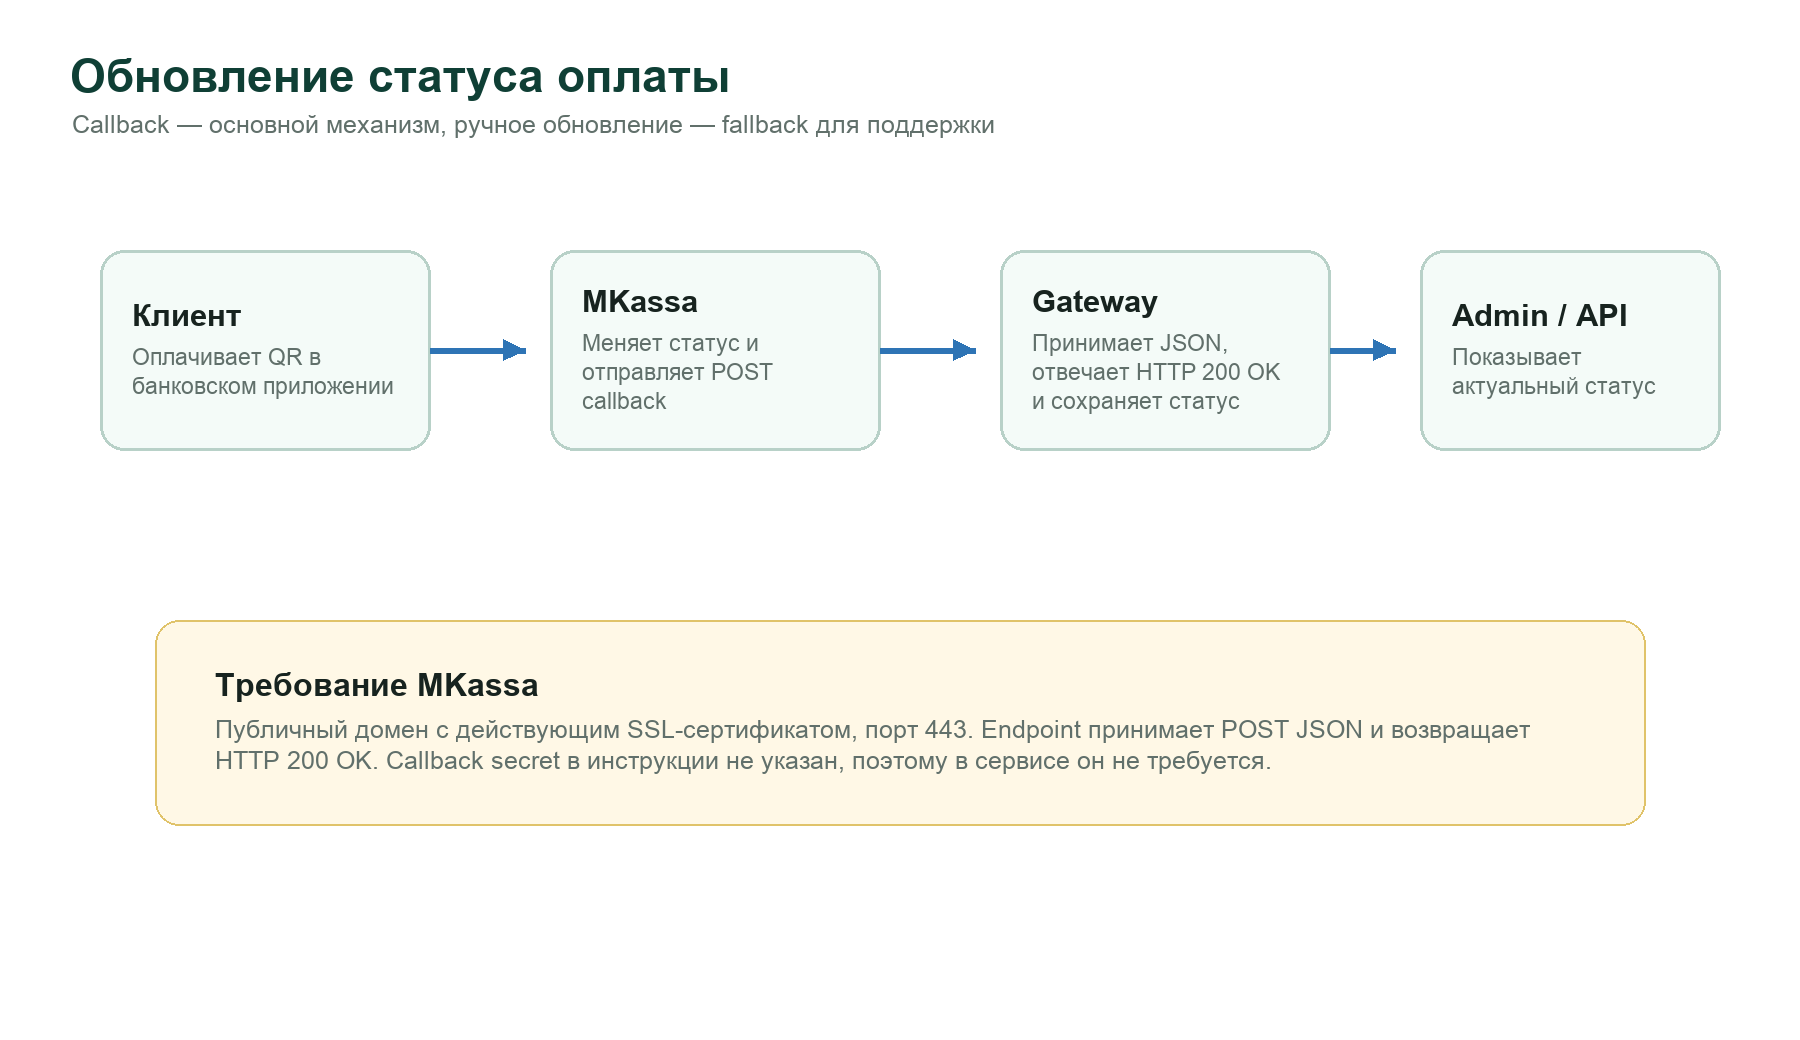 Обновление статуса оплаты
Callback — основной механизм, ручное обновление — fallback для поддержки
Клиент
Оплачивает QR в
банковском приложении
MKassa
Меняет статус и
отправляет POST
callback
Gateway
Принимает JSON,
отвечает HTTP 200 OK
и сохраняет статус
Admin / API
Показывает
актуальный статус
Требование MKassa
Публичный домен с действующим SSL-сертификатом, порт 443. Endpoint принимает POST JSON и возвращает
HTTP 200 OK. Callback secret в инструкции не указан, поэтому в сервисе он не требуется.